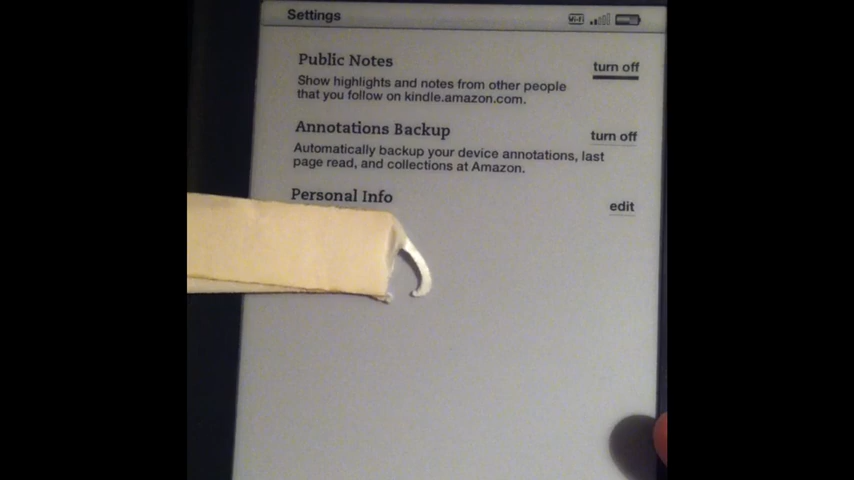 Settings
Wi-Fi
Public Notes
turn off
Show highlights and notes from other people
that you follow on kindle.amazon.com.
Annotations Backup
turn off
Automatically backup your device annotations, last
page read, and collections at Amazon.
Personal Info
edit